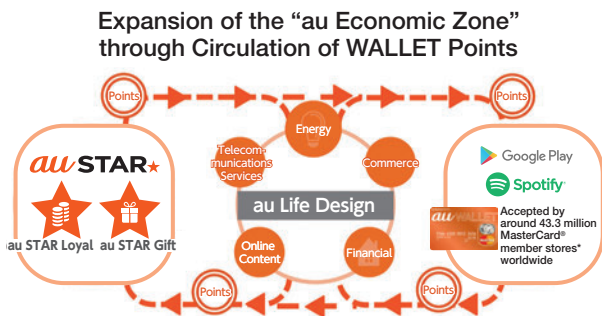 Expansion of the “au Economic Zone”
through Circulation of WALLET Points
Points
Points
Energy
Telecom-
munications
Services
Commerce
au STAR
au Life Design
Google Play
Spotify
au WALLET
Accepted by
around 43.3 million
MasterCard®
member stores*
worldwide
au STAR Loyal
au STAR Gift
Online
Content
Financial
Points
Points